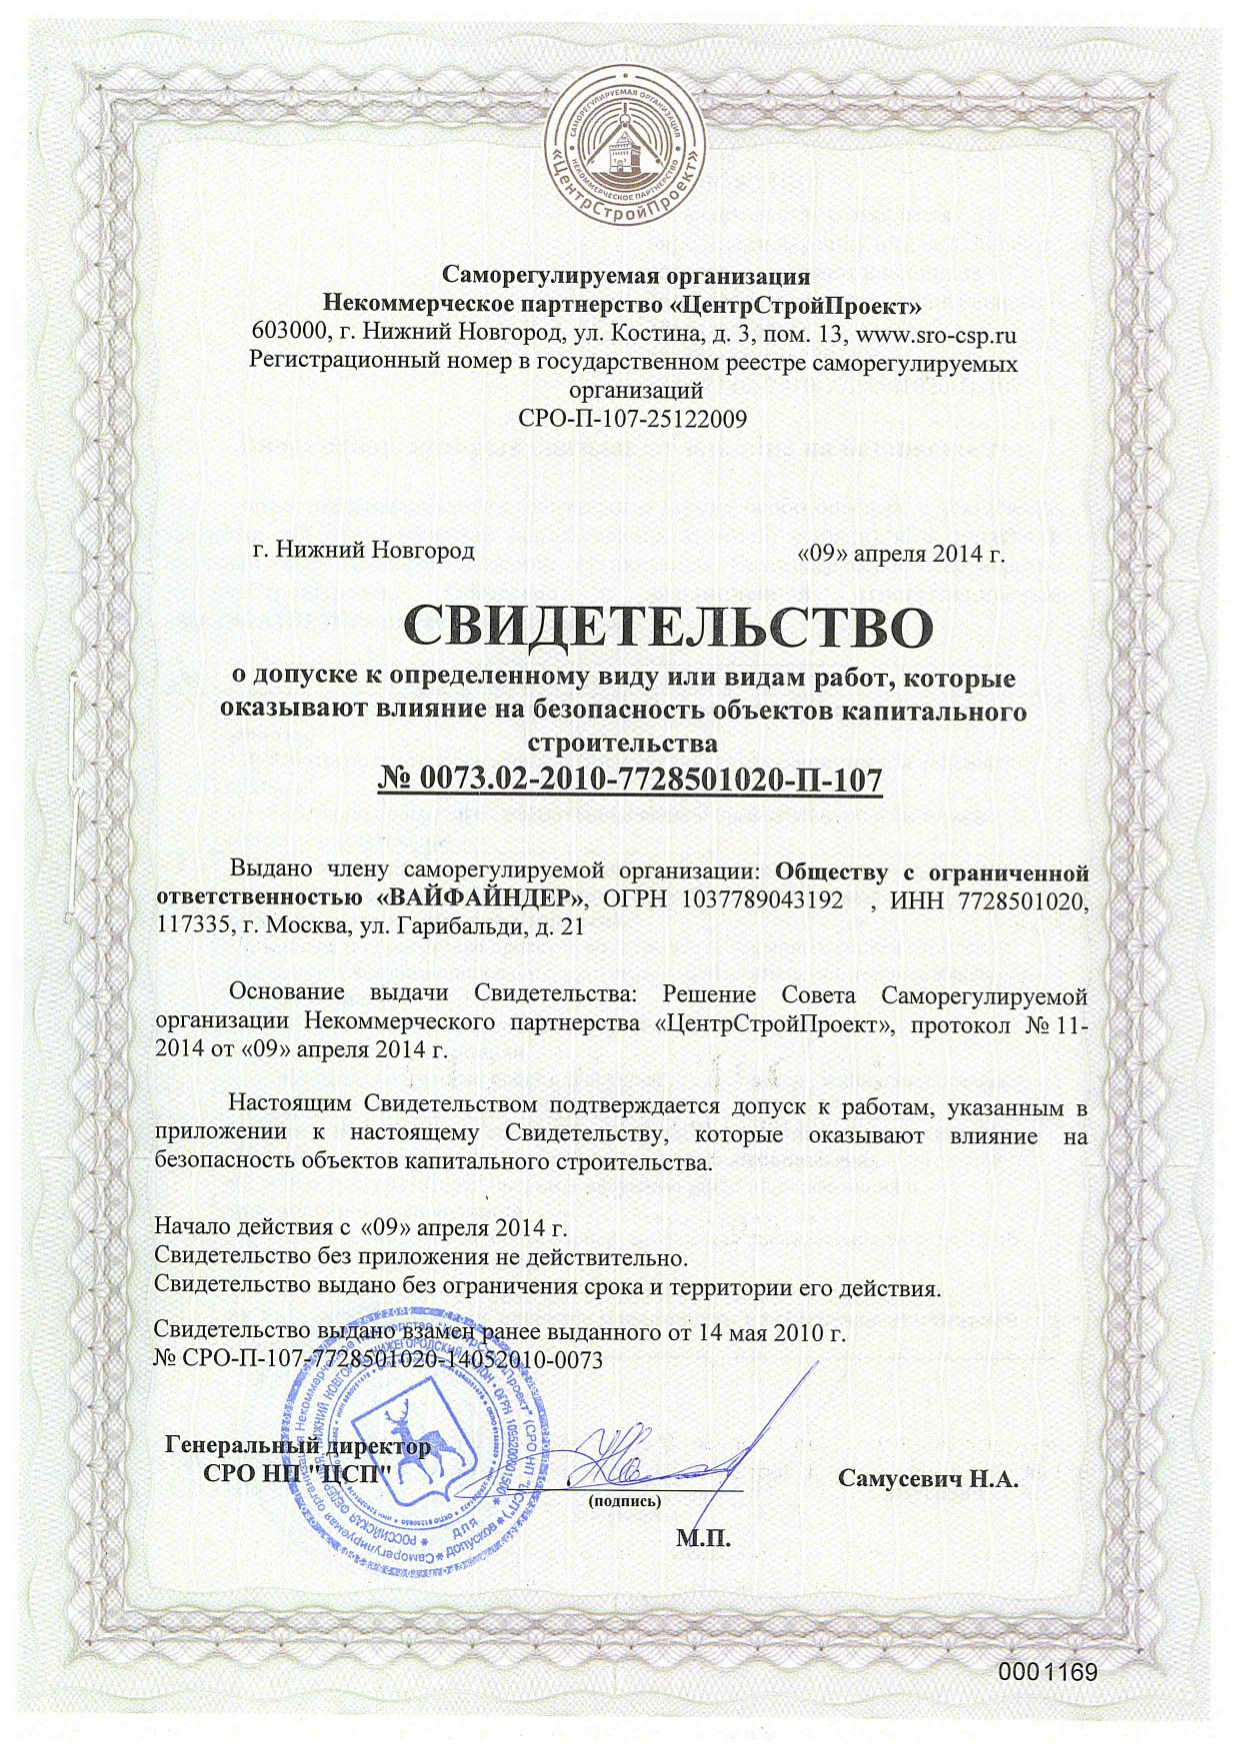 САМОРЕГУЛИРУЕМАЯ ОРГАНИЗАЦИЯ
НЕКОММЕРЧЕСКОЕ ПАРТНЕРСТВО
«ЦентрСтройПроект»
Саморегулируемая организация
Некоммерческое партнерство «ЦентрСтройПроект»
603000, г. Нижний Новгород, ул. Костина, д. 3, пом. 13, www.sro-csp.ru
Регистрационный номер в государственном реестре саморегулируемых
организаций
СРО-П-107-25122009
г. Нижний Новгород «09» апреля 2014 г.
СВИДЕТЕЛЬСТВО
о допуске к определенному виду или видам работ, которые
оказывают влияние на безопасность объектов капитального
строительства
№ 0073.02-2010-7728501020-П-107
Выдано члену саморегулируемой организации: Обществу с ограниченной
ответственностью «ВАЙФАЙНДЕР», ОГРН 1037789043192 , ИНН 7728501020,
117335, г. Москва, ул. Гарибальди, д. 21
Основание выдачи Свидетельства: Решение Совета Саморегулируемой
организации Некоммерческого партнерства «ЦентрСтройПроект», протокол № 11-
2014 от «09» апреля 2014 г.
Настоящим Свидетельством подтверждается допуск к работам, указанным в
приложении к настоящему Свидетельству, которые оказывают влияние на
безопасность объектов капитального строительства.
Начало действия с «09» апреля 2014 г.
Свидетельство без приложения не действительно.
Свидетельство выдано без ограничения срока и территории его действия.
Свидетельство выдано взамен ранее выданного от 14 мая 2010 г.
№ СРО-П-107-7728501020-14052010-0073
Генеральный директор
СРО НП "ЦСП" Самусевич Н.А.
(подпись)
М.П.
Саморегулируемая организация Некоммерческое партнерство "ЦентрСтройПроект" (СРО НП "ЦСП")
РОССИЙСКАЯ ФЕДЕРАЦИЯ
ДЛЯ
допусков
0001169